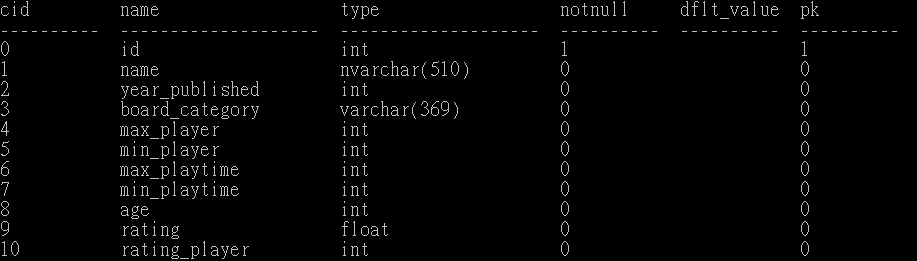 cid         name                  type                  notnull     dflt_value  pk
----------  --------------------  --------------------  ----------  ----------  ----------
0           id                    int                   1                       1
1           name                  nvarchar(510)         0                       0
2           year_published        int                   0                       0
3           board_category        varchar(369)          0                       0
4           max_player            int                   0                       0
5           min_player            int                   0                       0
6           max_playtime          int                   0                       0
7           min_playtime          int                   0                       0
8           age                   int                   0                       0
9           rating                float                 0                       0
10          rating_player         int                   0                       0